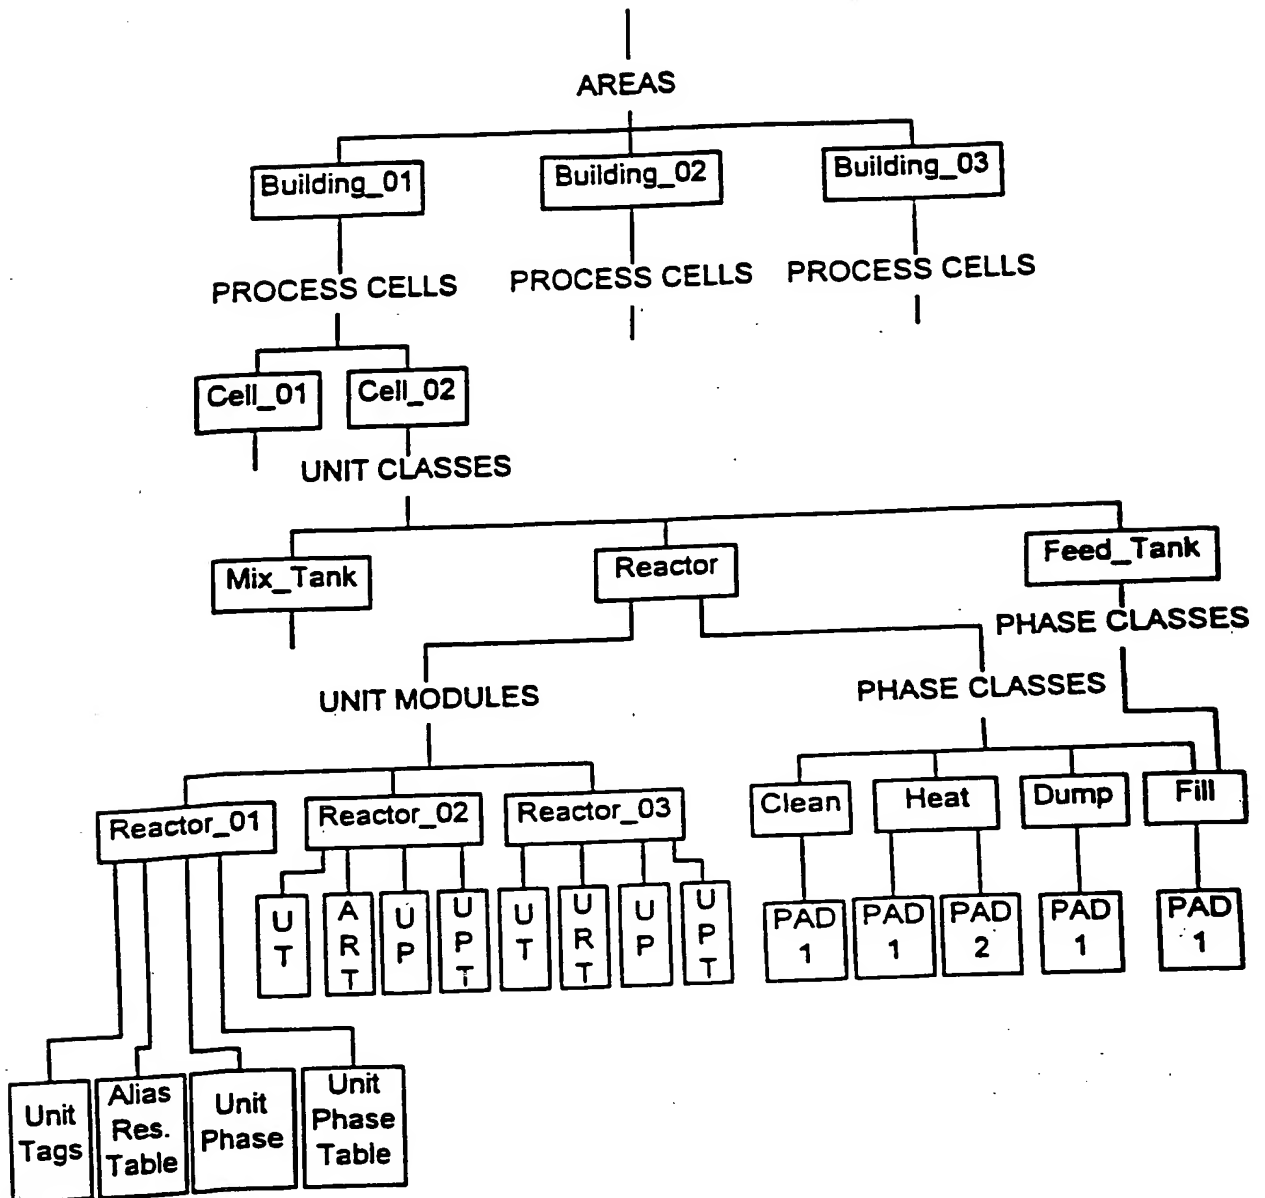 AREAS
Building_01
Building_02
Building_03
PROCESS CELLS
PROCESS CELLS
PROCESS CELLS
Cell_01
Cell_02
UNIT CLASSES
Mix_Tank
Reactor
Feed_Tank
PHASE CLASSES
UNIT MODULES
PHASE CLASSES
Reactor_01
Reactor_02
Reactor_03
Clean
Heat
Dump
Fill
U
T
A
R
T
U
P
U
P
T
U
T
U
R
T
U
P
U
P
T
PAD
1
PAD
1
PAD
2
PAD
1
PAD
1
Unit
Tags
Alias
Res.
Table
Unit
Phase
Unit
Phase
Table